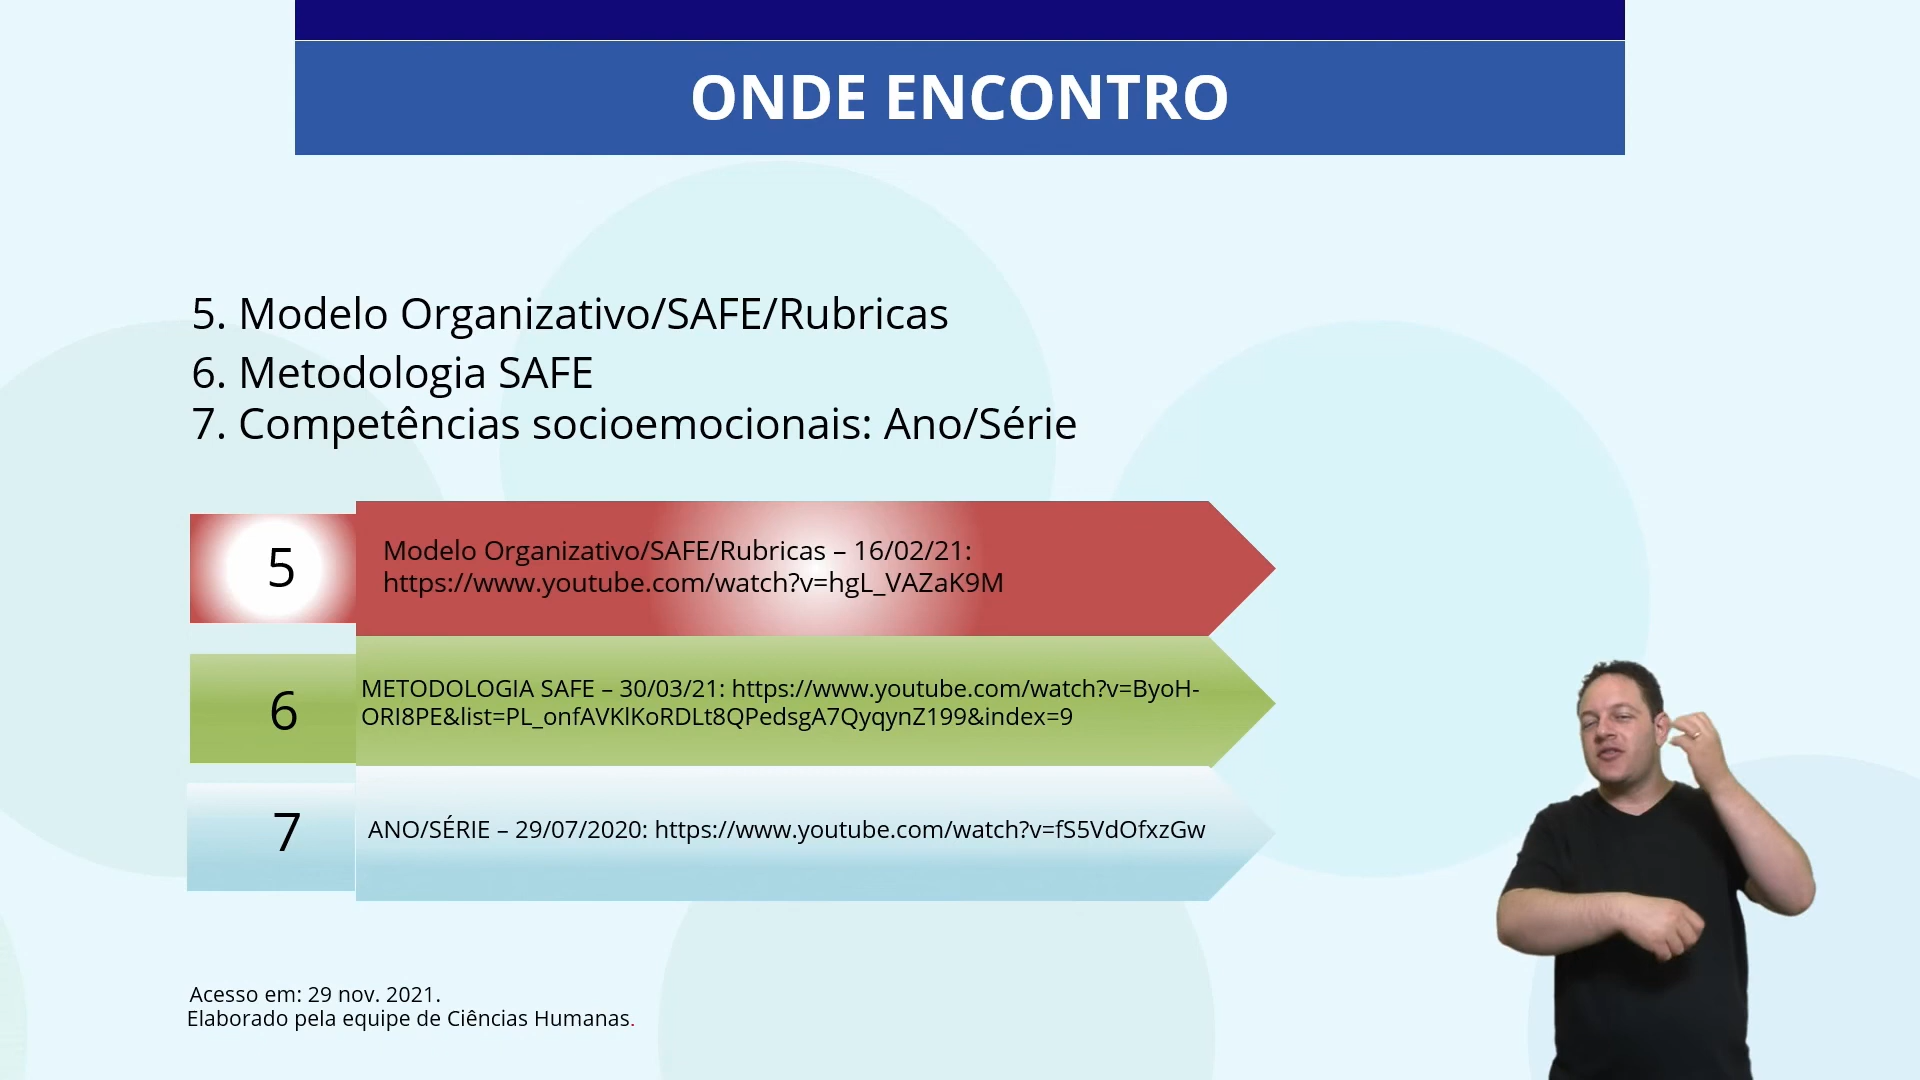 ONDE ENCONTRO
5. Modelo Organizativo/SAFE/Rubricas
6. Metodologia SAFE
7. Competências socioemocionais: Ano/Série
5
Modelo Organizativo/SAFE/Rubricas – 16/02/21:
https://www.youtube.com/watch?v=hgL_VAZaK9M
6
METODOLOGIA SAFE – 30/03/21: https://www.youtube.com/watch?v=ByoH-
ORI8PE&list=PL_onfAVKlKoRDLt8QPedsgA7QyqynZ199&index=9
7
ANO/SÉRIE – 29/07/2020: https://www.youtube.com/watch?v=fS5VdOfxzGw
Acesso em: 29 nov. 2021.
Elaborado pela equipe de Ciências Humanas.